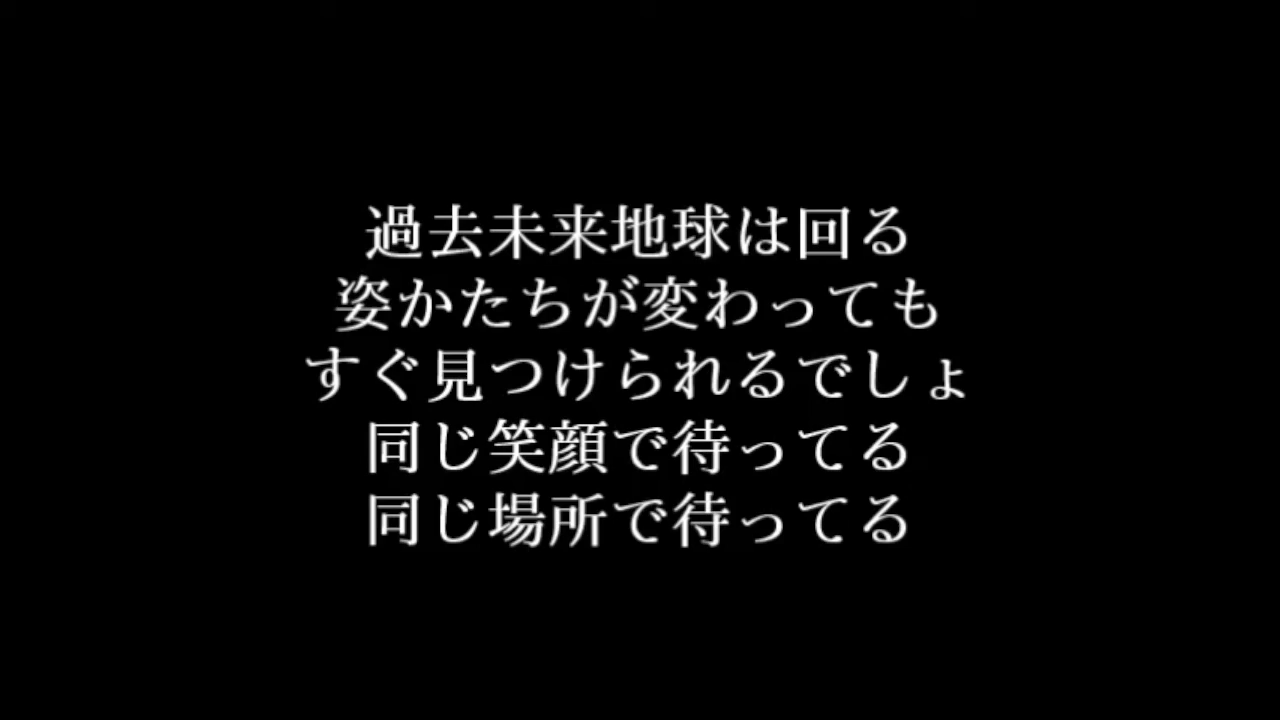 過去未来地球は回る
姿かたちが変わっても
すぐ見つけられるでしょ
同じ笑顔で待ってる
同じ場所で待ってる